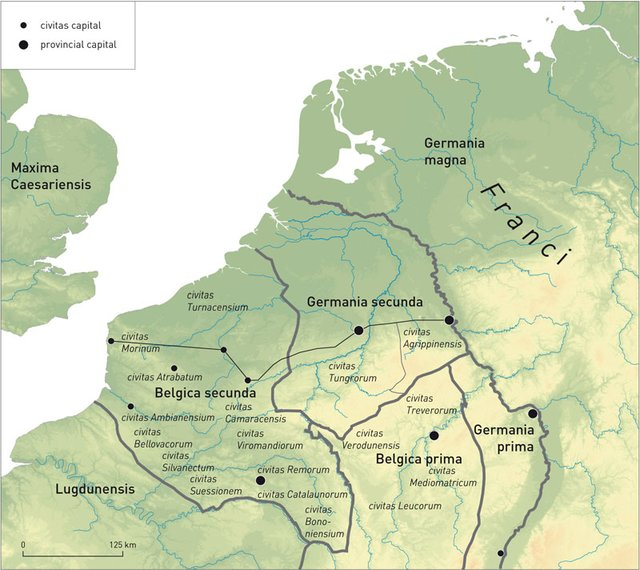 civitas capital
provincial capital
Maxima
Caesariensis
Germania
magna
Franci
civitas
Turnacensium
Germania secunda
civitas
Morinum
civitas
Agrippinensis
civitas Atrabatum
civitas
Tungrorum
Belgica secunda
civitas Ambianensium
civitas
Camaracensis
civitas
Treverorum
civitas
Bellovacorum
civitas
Viromandiorum
civitas
Verodunensis
Germania
prima
civitas
Silvanectum
Belgica prima
civitas Remorum
civitas
Mediomatricum
civitas
Suessionem
civitas Catalaunorum
Lugdunensis
civitas
Bono-
niensium
civitas Leucorum
0
125 km